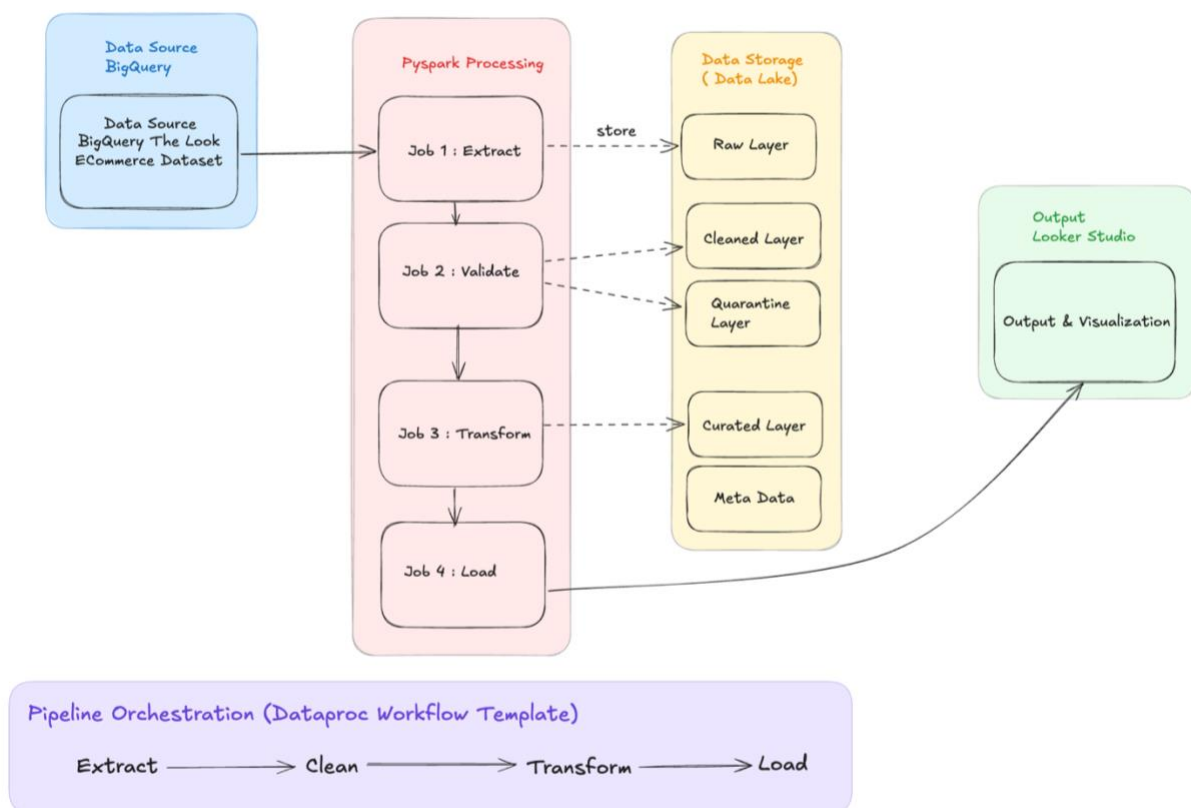 Data Source
BigQuery
Data Source
BigQuery The Look
ECommerce Dataset
Pyspark Processing
Job 1 : Extract
Job 2 : Validate
Job 3 : Transform
Job 4 : Load
store
Data Storage
( Data Lake)
Raw Layer
Cleaned Layer
Quarantine
Layer
Curated Layer
Meta Data
Output
Looker Studio
Output & Visualization
Pipeline Orchestration (Dataproc Workflow Template)
Extract Clean Transform Load